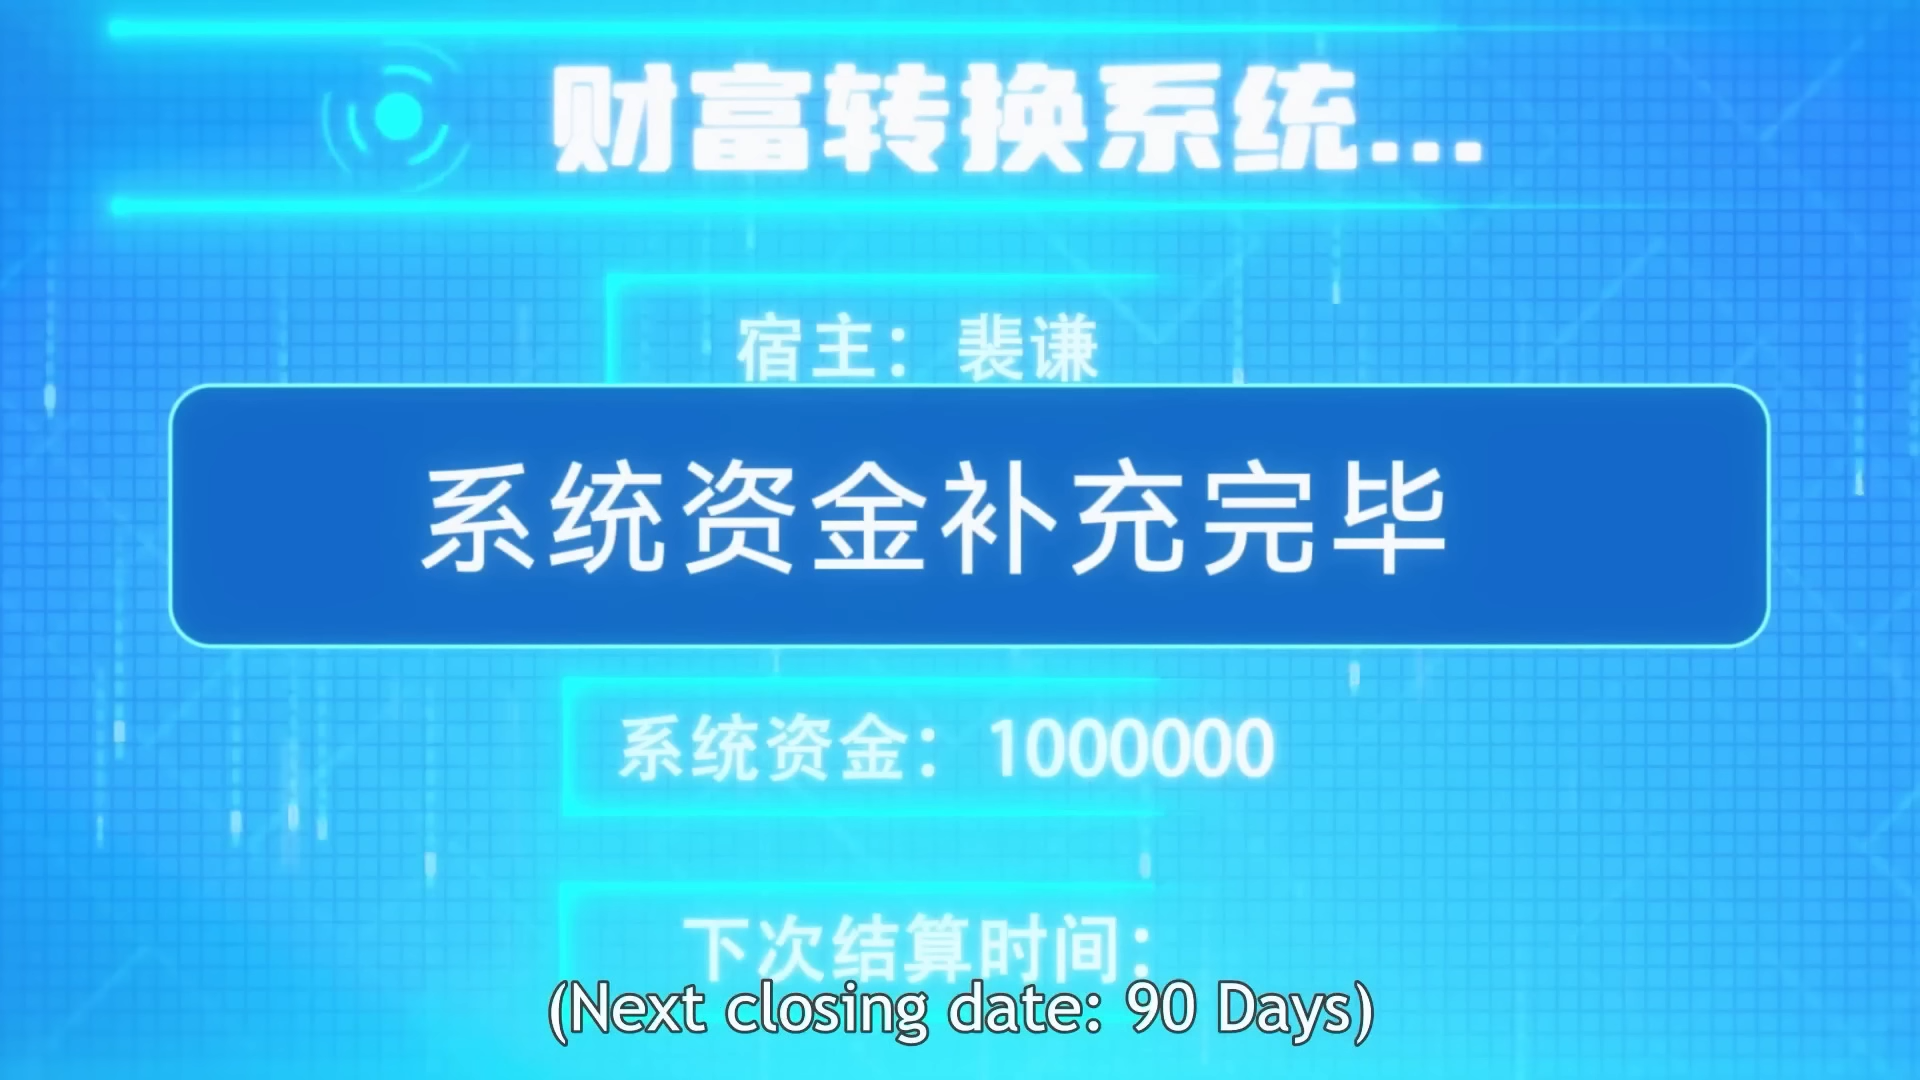 财富转换系统...
宿主：裴谦
系统资金补充完毕
系统资金：1000000
下次结算时间：
(Next closing date: 90 Days)